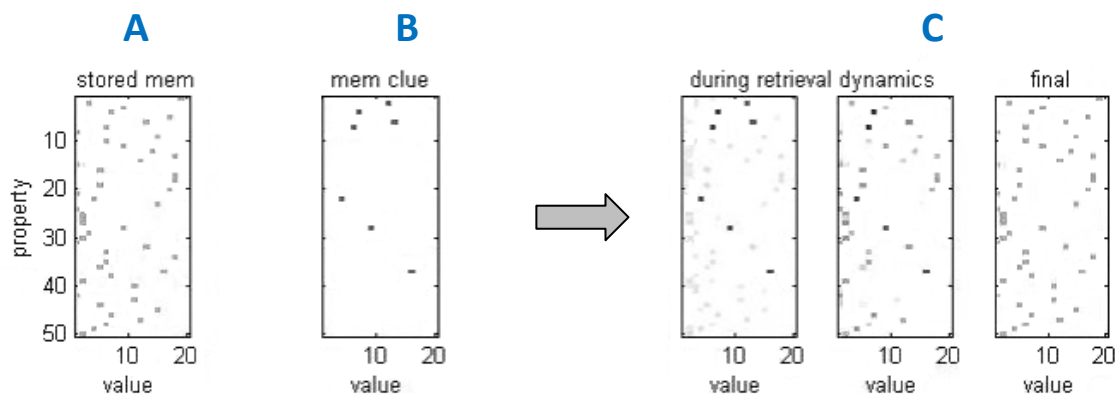 A B C
stored mem mem clue during retrieval dynamics final
10
20
30
40
50
property
10 20 10 20 10 20 10 20 10 20
value value value value value